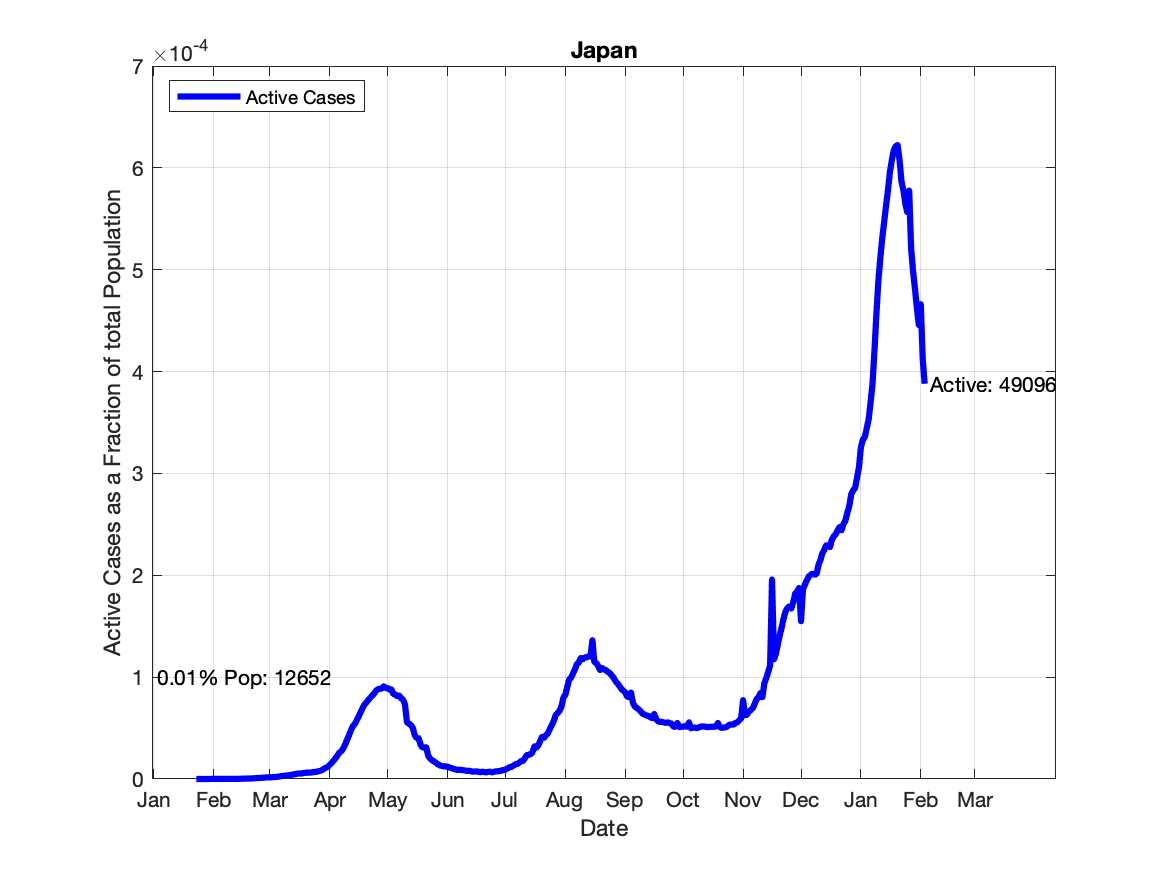 Japan
×10-4
7
6
5
4
3
2
1
0
Active Cases
Active Cases as a Fraction of total Population
Active: 49096
0.01% Pop: 12652
Jan Feb Mar Apr May Jun Jul Aug Sep Oct Nov Dec Jan Feb Mar
Date